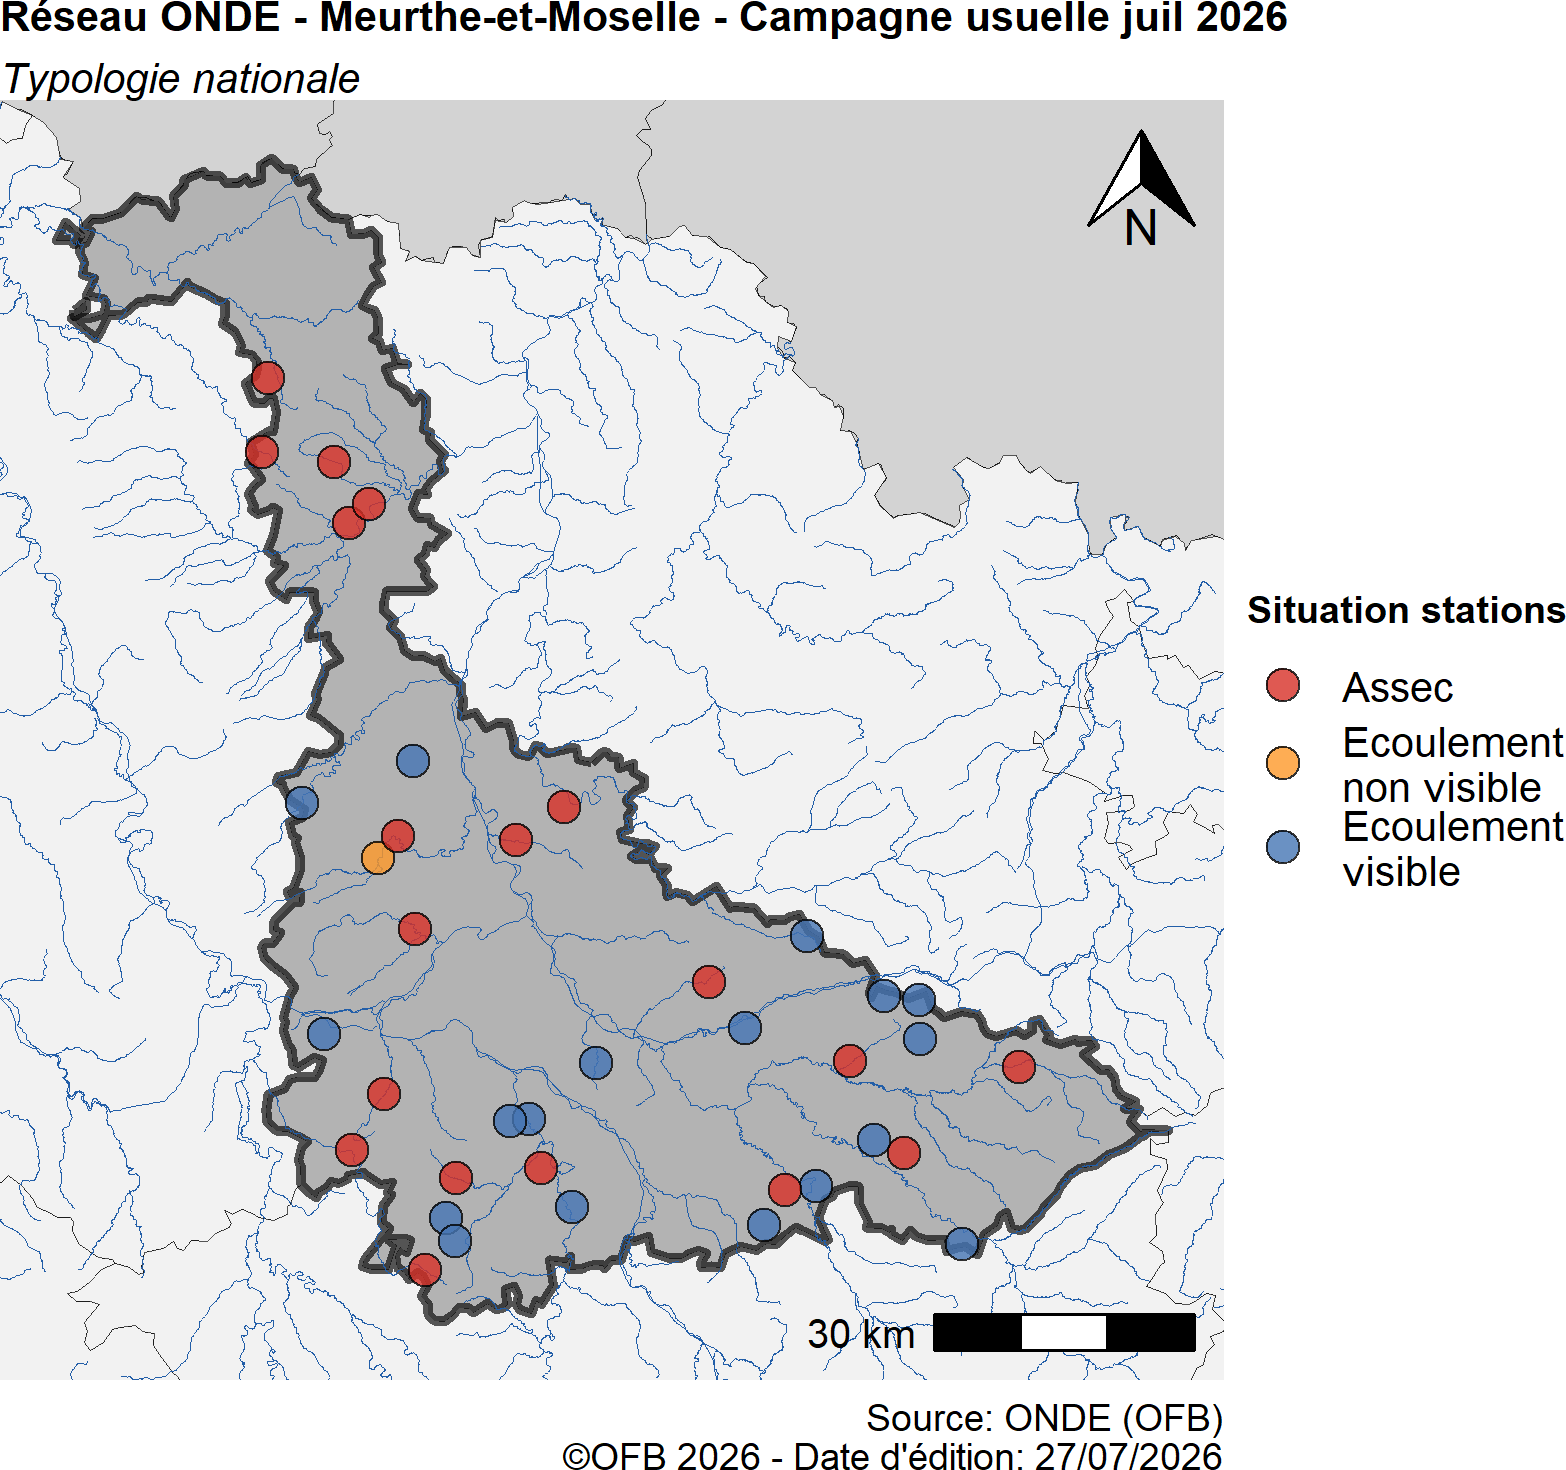 Réseau ONDE - Meurthe-et-Moselle - Campagne usuelle juil 2026
Typologie nationale
N
Situation stations
Assec
Ecoulement
non visible
Ecoulement
visible
30 km
Source: ONDE (OFB)
©OFB 2026 - Date d'édition: 27/07/2026